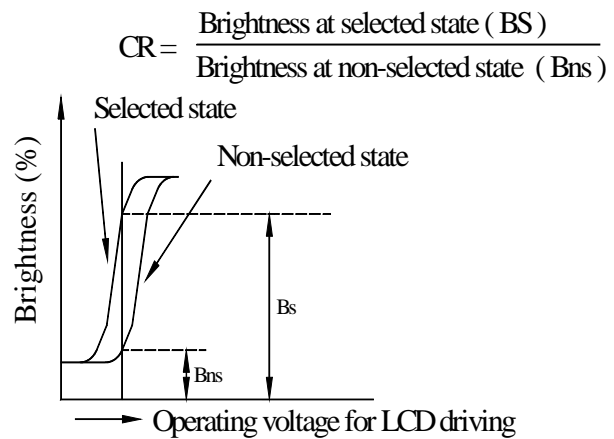 CR = Brightness at selected state ( BS )
Brightness at non-selected state ( Bns )
Selected state
Non-selected state
Brightness (%)
Bs
Bns
Operating voltage for LCD driving